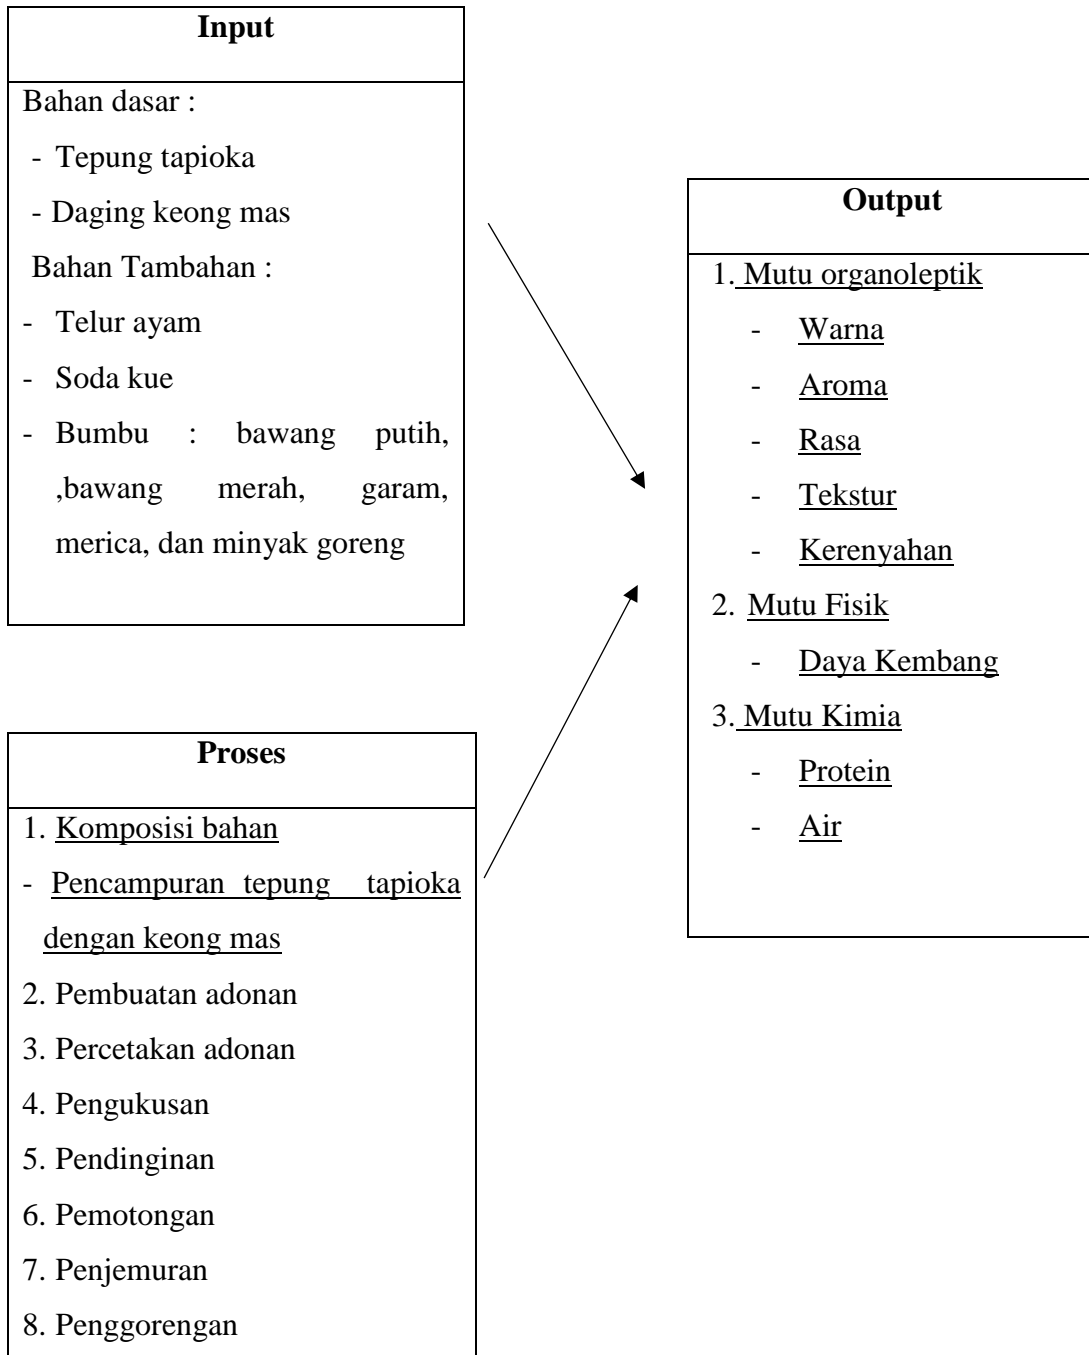 Input
Bahan dasar :
- Tepung tapioka
- Daging keong mas
Bahan Tambahan :
- Telur ayam
- Soda kue
- Bumbu : bawang putih,
,bawang merah, garam,
merica, dan minyak goreng
Proses
1. Komposisi bahan
- Pencampuran tepung tapioka
dengan keong mas
2. Pembuatan adonan
3. Percetakan adonan
4. Pengukusan
5. Pendinginan
6. Pemotongan
7. Penjemuran
8. Penggorengan
Output
1. Mutu organoleptik
- Warna
- Aroma
- Rasa
- Tekstur
- Kerenyahan
2. Mutu Fisik
- Daya Kembang
3. Mutu Kimia
- Protein
- Air